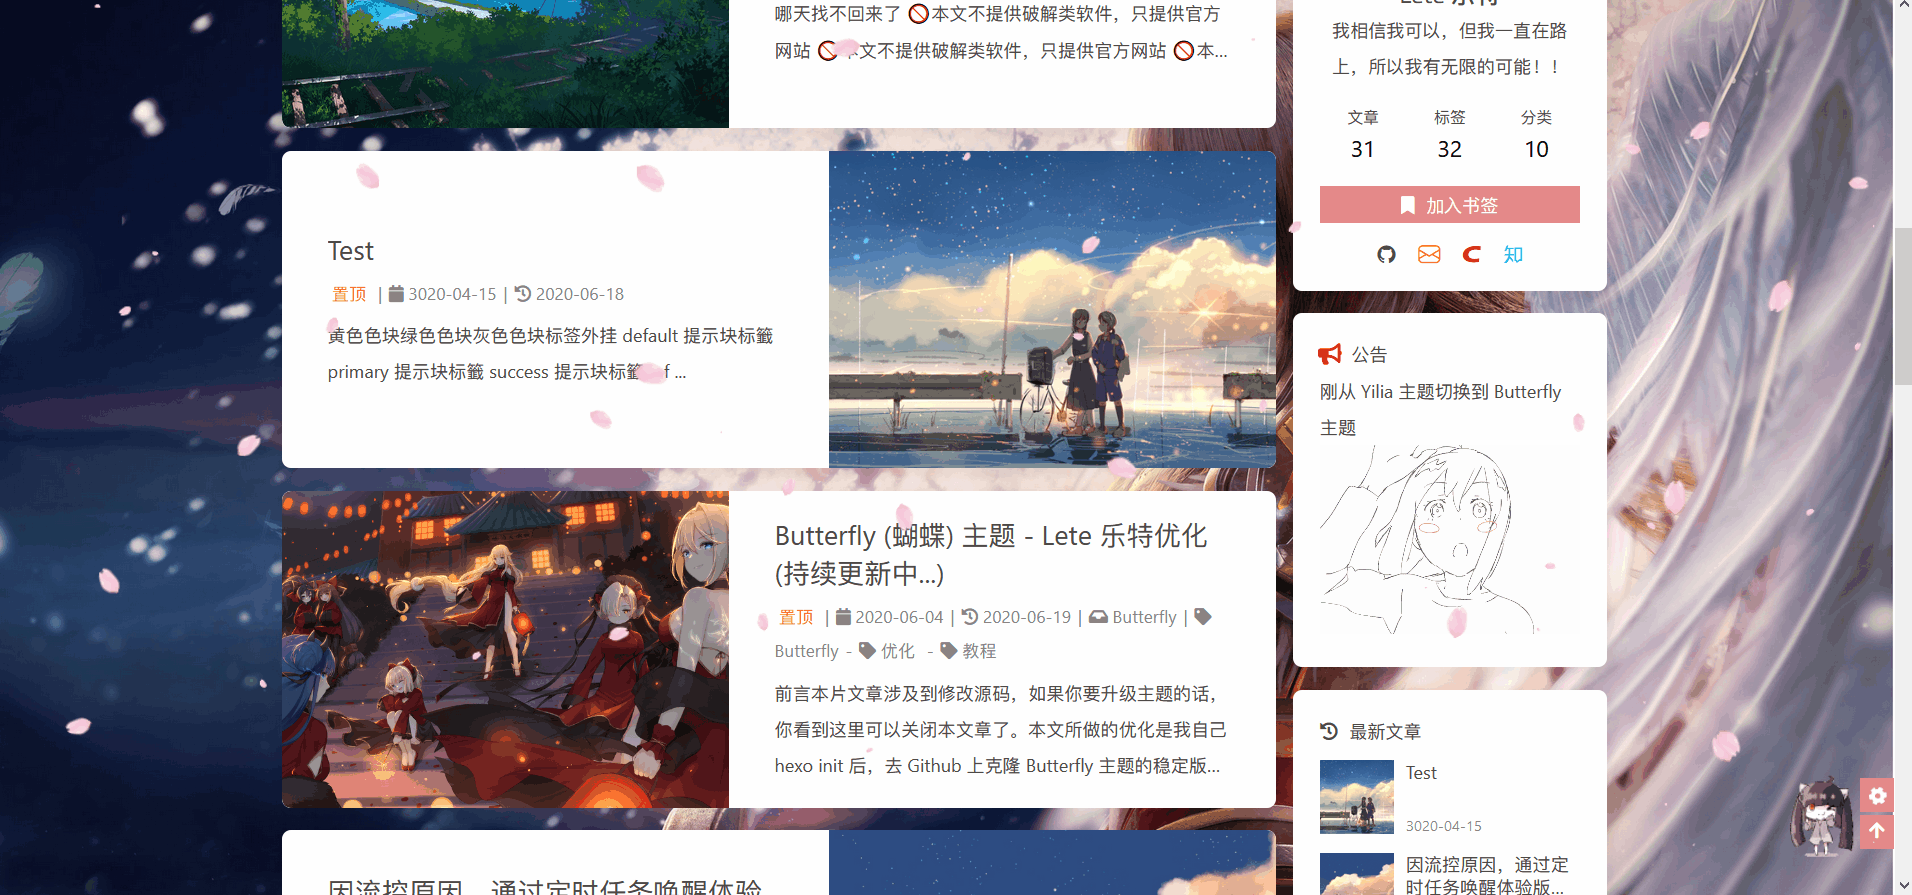 哪天找不回来了 🚫本文不提供破解类软件，只提供官方
网站 🚫本文不提供破解类软件，只提供官方网站 🚫本...
Test
置顶 | 3020-04-15 | 2020-06-18
黄色色块绿色色块灰色色块标签外挂 default 提示块标籤
primary 提示块标籤 success 提示块标籤 f ...
Butterfly (蝴蝶) 主题 - Lete 乐特优化
(持续更新中...)
置顶 | 2020-06-04 | 2020-06-19 | Butterfly |
Butterfly - 优化 - 教程
前言本片文章涉及到修改源码，如果你要升级主题的话，
你看到这里可以关闭本文章了。本文所做的优化是我自己
hexo init 后，去 Github 上克隆 Butterfly 主题的稳定版...
因流控原因，通过定时任务唤醒体验
Lete 乐特
我相信我可以，但我一直在路
上，所以我有无限的可能！！
文章 标签 分类
31 32 10
加入书签
知
公告
刚从 Yilia 主题切换到 Butterfly
主题
最新文章
Test
3020-04-15
因流控原因，通过定
时任务唤醒体验版...